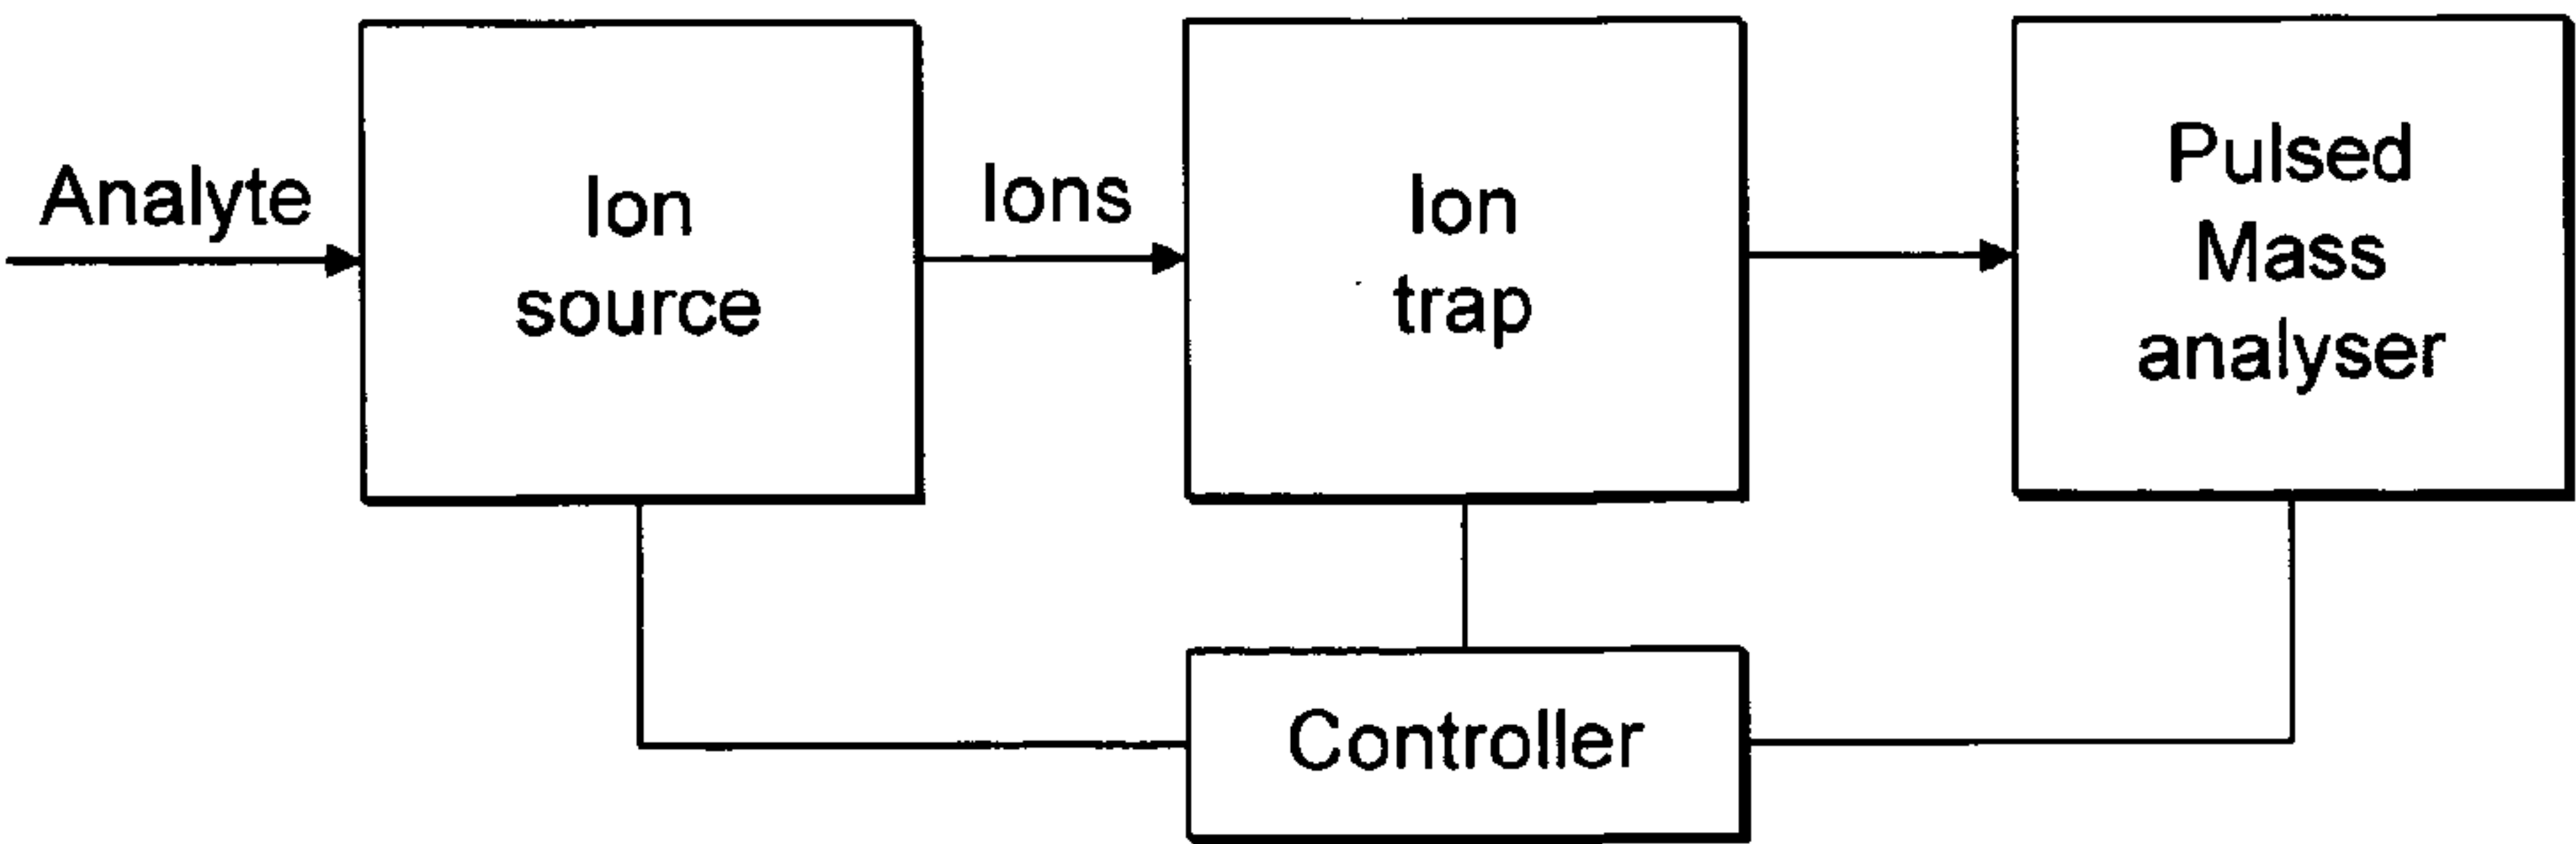 Analyte
Ion
source
Ions
Ion
trap
Pulsed
Mass
analyser
Controller